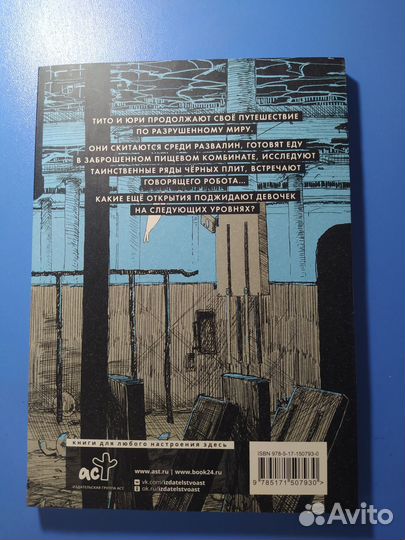 ТИТО И ЮРИ ПРОДОЛЖАЮТ СВОЁ ПУТЕШЕСТВИЕ
ПО РАЗРУШЕННОМУ МИРУ.
ОНИ СКИТАЮТСЯ СРЕДИ РАЗВАЛИН, ГОТОВЯТ ЕДУ
В ЗАБРОШЕННОМ ПИЩЕВОМ КОМБИНАТЕ, ИССЛЕДУЮТ
ТАИНСТВЕННЫЕ РЯДЫ ЧЁРНЫХ ПЛИТ, ВСТРЕЧАЮТ
ГОВОРЯЩЕГО РОБОТА...
КАКИЕ ЕЩЁ ОТКРЫТИЯ ПОДЖИДАЮТ ДЕВОЧЕК
НА СЛЕДУЮЩИХ УРОВНЯХ?
КНИГИ ДЛЯ ЛЮБОГО НАСТРОЕНИЯ ЗДЕСЬ
аст
ИЗДАТЕЛЬСКАЯ ГРУППА АСТ
www.ast.ru | www.book24.ru
vk.com/izdatelstvoast
ok.ru/izdatelstvoast
ISBN 978-5-17-150793-0
9 785171 507930 >
Avito